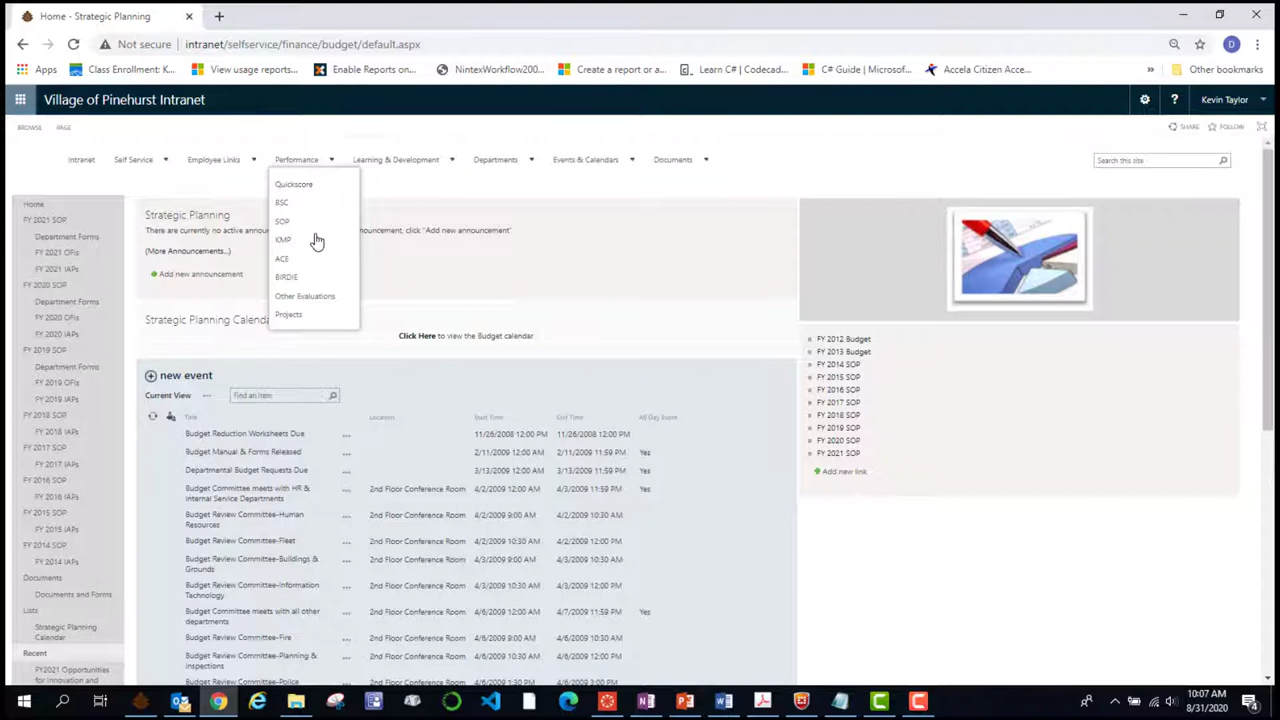 Home - Strategic Planning
Not secure intranet/selfservice/finance/budget/default.aspx D
Apps Class Enrollment: K... View usage reports... Enable Reports on... NintexWorkflow200... Create a report or a... Learn C# | Codecad... C# Guide | Microsof... Accela Citizen Acce... » Other bookmarks
Village of Pinehurst Intranet ? Kevin Taylor
BROWSE PAGE SHARE FOLLOW
Intranet Self Service Employee Links Performance Learning & Development Departments Events & Calendars Documents Search this site
Quickscore
BSC
SOP
KMP
ACE
BIRDIE
Other Evaluations
Projects
Home
FY 2021 SOP
Department Forms
FY 2021 OFIs
FY 2021 IAPs
FY 2020 SOP
Department Forms
FY 2020 OFIs
FY 2020 IAPs
FY 2019 SOP
Department Forms
FY 2019 OFIs
FY 2019 IAPs
FY 2018 SOP
FY 2018 IAPs
FY 2017 SOP
FY 2017 IAPs
FY 2016 SOP
FY 2016 IAPs
FY 2015 SOP
FY 2015 IAPs
FY 2014 SOP
FY 2014 IAPs
Documents
Documents and Forms
Lists
Strategic Planning
Calendar
Recent
FY2021 Opportunities
for Innovation and
Strategic Planning
There are currently no active anno nouncement, click "Add new announcement"
(More Announcements...)
Add new announcement
Strategic Planning Calenda
Click Here to view the Budget calendar
new event
Current View ... Find an item
Title Location Start Time End Time All Day Event
Budget Reduction Worksheets Due ... 11/26/2008 12:00 PM 11/26/2008 12:00 PM
Budget Manual & Forms Released ... 2/11/2009 12:00 AM 2/11/2009 11:59 PM Yes
Departmental Budget Requests Due ... 3/13/2009 12:00 AM 3/13/2009 11:59 PM Yes
Budget Committee meets with HR & ... 2nd Floor Conference Room 4/2/2009 12:00 AM 4/3/2009 11:59 PM Yes
Internal Service Departments
Budget Review Committee-Human ... 2nd Floor Conference Room 4/2/2009 9:00 AM 4/2/2009 10:30 AM
Resources
Budget Review Committee-Fleet ... 2nd Floor Conference Room 4/2/2009 10:30 AM 4/2/2009 12:00 PM
Budget Review Committee-Buildings & ... 2nd Floor Conference Room 4/3/2009 9:00 AM 4/3/2009 10:30 AM
Grounds
Budget Review Committee-Information ... 2nd Floor Conference Room 4/3/2009 10:30 AM 4/3/2009 12:00 PM
Technology
Budget Committee meets with all other ... 2nd Floor Conference Room 4/6/2009 12:00 AM 4/7/2009 11:59 PM Yes
departments
Budget Review Committee-Fire ... 2nd Floor Conference Room 4/6/2009 9:00 AM 4/6/2009 10:30 AM
Budget Review Committee-Planning & ... 2nd Floor Conference Room 4/6/2009 10:30 AM 4/6/2009 12:00 PM
Inspections
Budget Review Committee-Police ... 2nd Floor Conference Room 4/6/2009 1:30 PM 4/6/2009 3:00 PM
FY 2012 Budget
FY 2013 Budget
FY 2014 SOP
FY 2015 SOP
FY 2016 SOP
FY 2017 SOP
FY 2018 SOP
FY 2019 SOP
FY 2020 SOP
FY 2021 SOP
Add new link
10:07 AM
8/31/2020